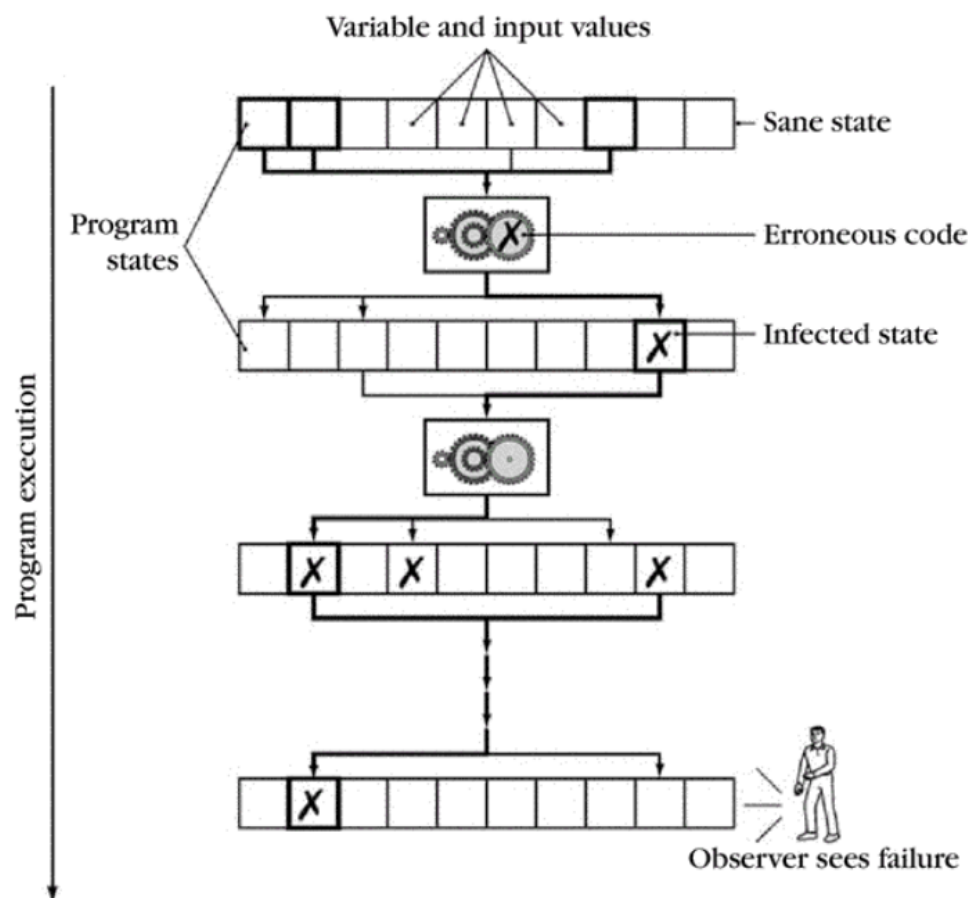 Variable and input values
Sane state
Program
states
Erroneous code
Infected state
Program execution
Observer sees failure